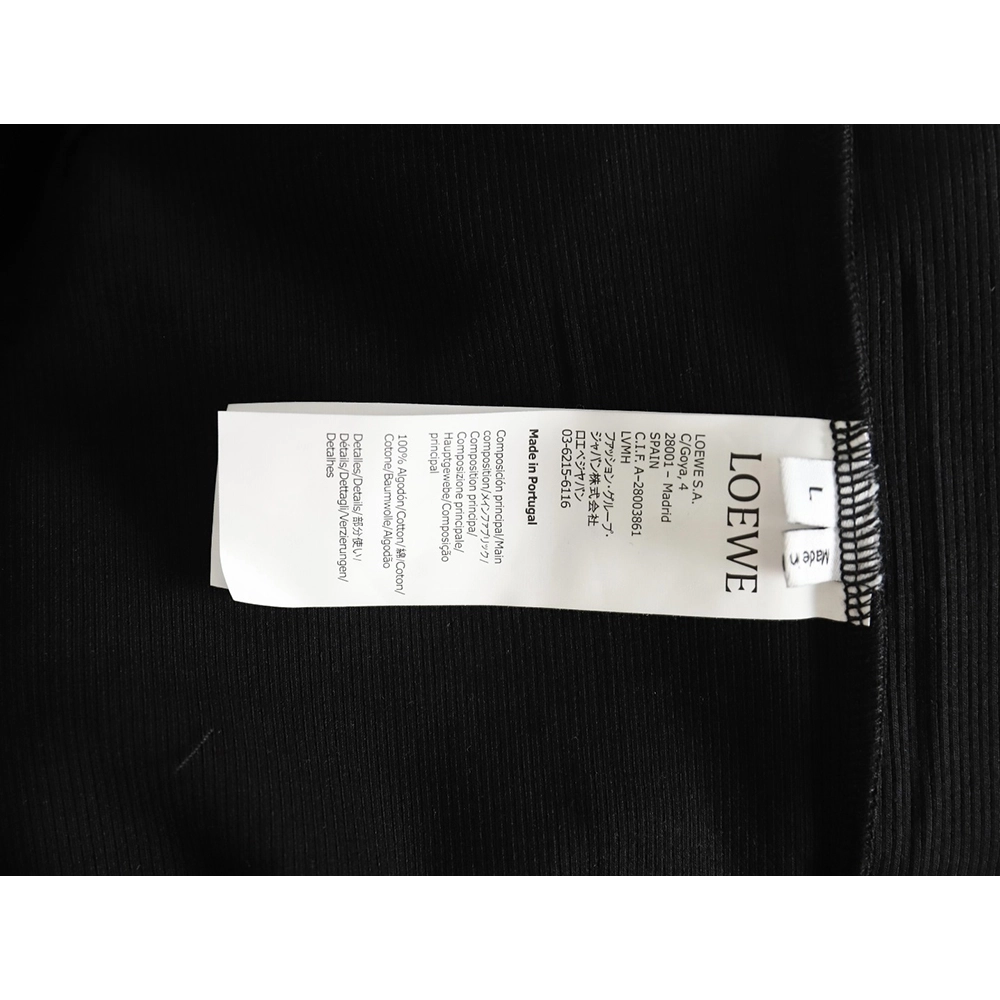 L.
Made in
LOEWE
LOEWE S.A.
C/Goya, 4
28001 – Madrid
SPAIN
C.I.F. A-28003861
LVMH
ファッション・グループ・
ジャパン株式会社
ロエベジャパン
03-6215-6116
Made in Portugal
Composición principal/Main
composition/メインファブリック/
Composition principa/
Composizione principale/
Hauptgewebe/Composição
principal
100% Algodón/Cotton/綿/Coton/
Cotone/Baumwolle/Algodão
Detalles/Details/部分使い/
Détails/Dettagli/Verzierungen/
Detalhes